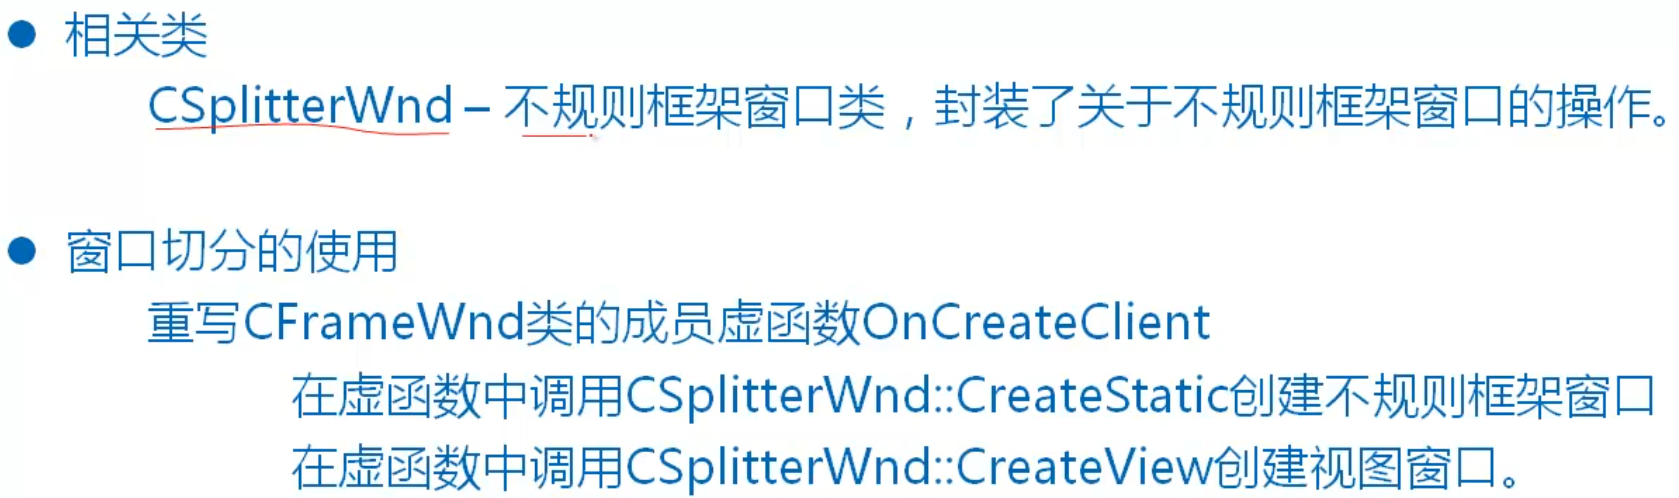 ● 相关类
CSplitterWnd – 不规则框架窗口类，封装了关于不规则框架窗口的操作。
● 窗口切分的使用
重写CFrameWnd类的成员虚函数OnCreateClient
在虚函数中调用CSplitterWnd::CreateStatic创建不规则框架窗口
在虚函数中调用CSplitterWnd::CreateView创建视图窗口。